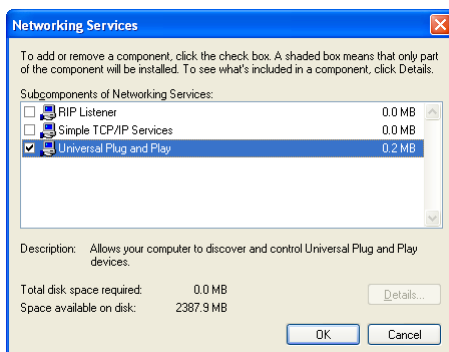 Networking Services
To add or remove a component, click the check box. A shaded box means that only part
of the component will be installed. To see what's included in a component, click Details.
Subcomponents of Networking Services:
RIP Listener 0.0 MB
Simple TCP/IP Services 0.0 MB
Universal Plug and Play 0.2 MB
Description: Allows your computer to discover and control Universal Plug and Play
devices.
Total disk space required: 0.0 MB
Details...
Space available on disk: 2387.9 MB
OK Cancel